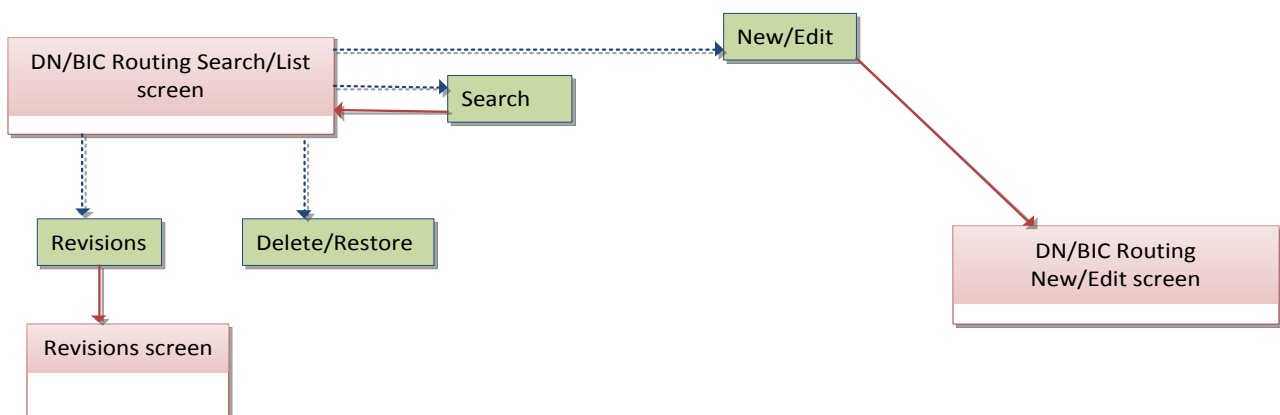 New/Edit
DN/BIC Routing Search/List
screen
Search
Revisions
Delete/Restore
DN/BIC Routing
New/Edit screen
Revisions screen